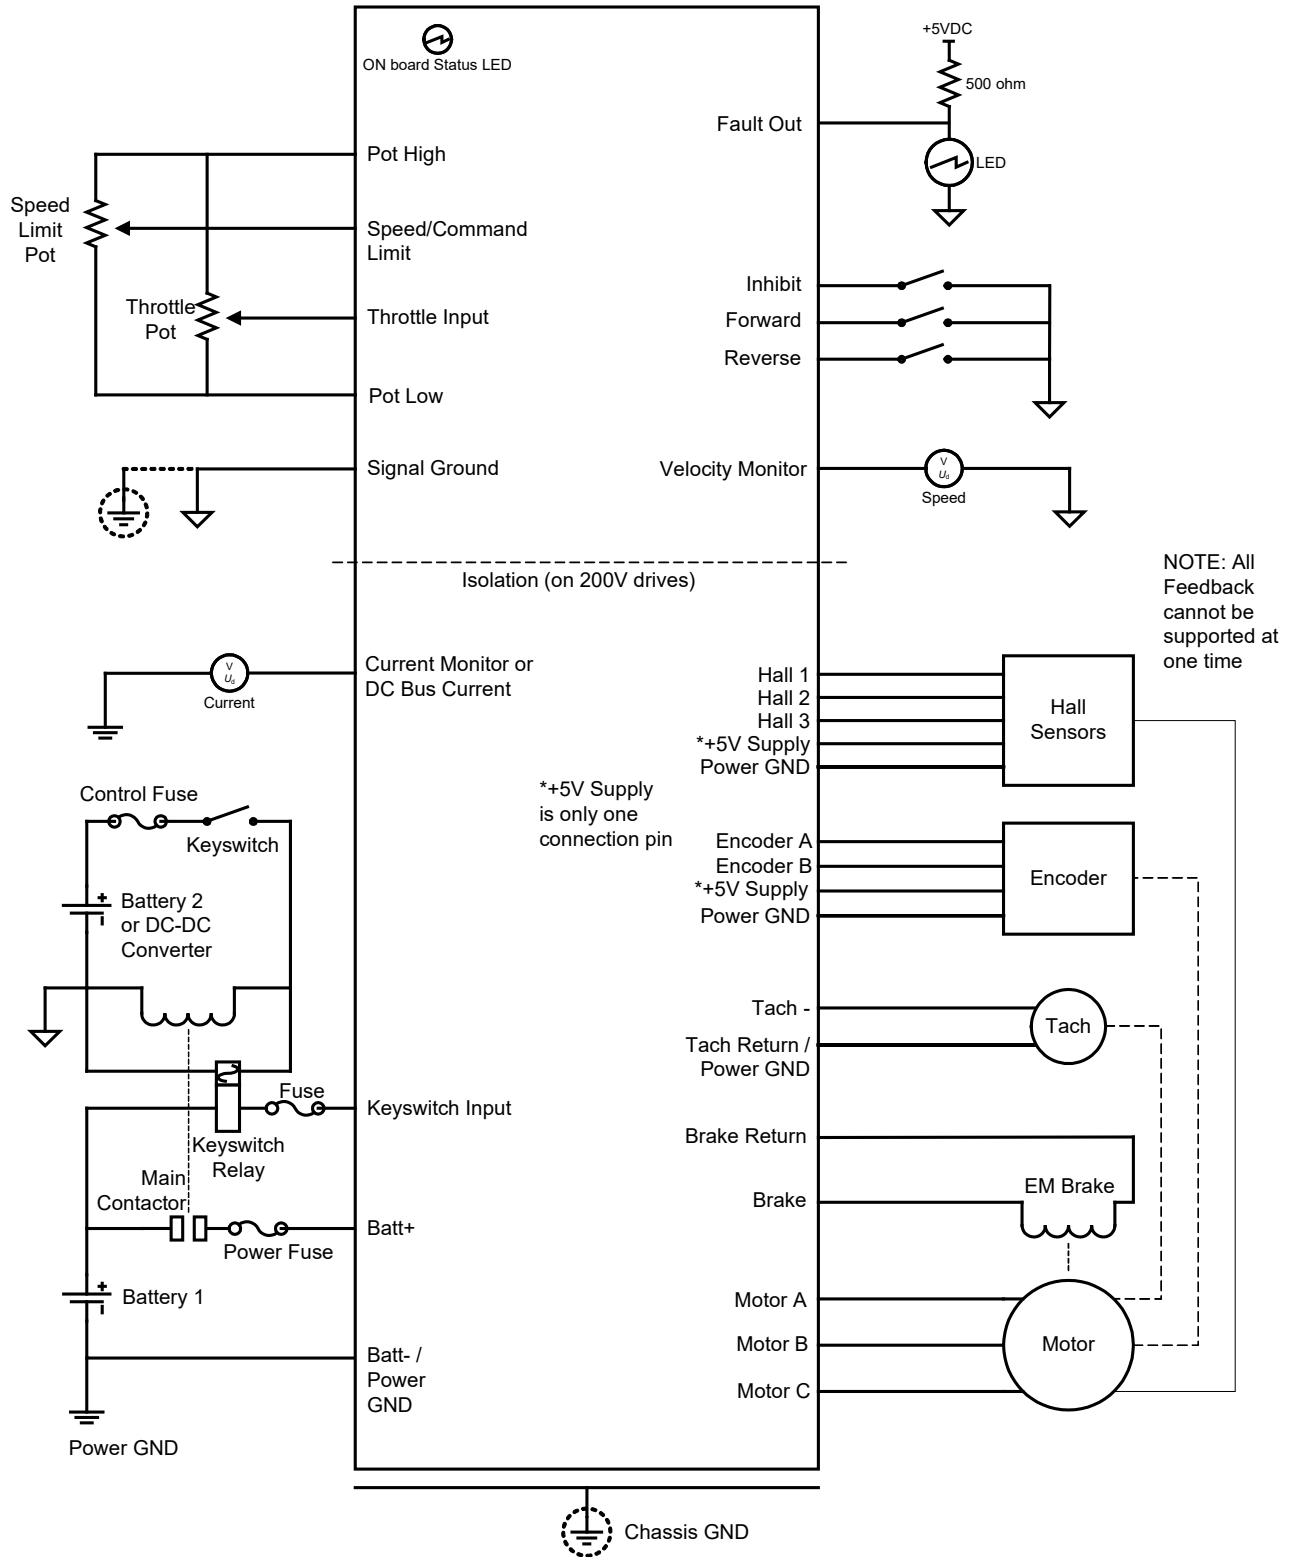 +5VDC
ON board Status LED
500 ohm
Fault Out
LED
Pot High
Speed
Limit
Pot
Speed/Command
Limit
Throttle
Pot
Throttle Input
Pot Low
Inhibit
Forward
Reverse
Signal Ground
Velocity Monitor
V
Ud
Speed
Isolation (on 200V drives)
NOTE: All
Feedback
cannot be
supported at
one time
V
Ud
Current
Current Monitor or
DC Bus Current
Hall 1
Hall 2
Hall 3
*+5V Supply
Power GND
Hall
Sensors
*+5V Supply
is only one
connection pin
Control Fuse
Keyswitch
Encoder A
Encoder B
*+5V Supply
Power GND
Encoder
+
Battery 2
or DC-DC
Converter
Tach -
Tach Return /
Power GND
Tach
Fuse
Keyswitch Input
Keyswitch
Relay
Main
Contactor
Power Fuse
Batt+
Brake Return
Brake
EM Brake
+
Battery 1
Motor A
Motor B
Motor C
Motor
Batt- /
Power
GND
Power GND
Chassis GND